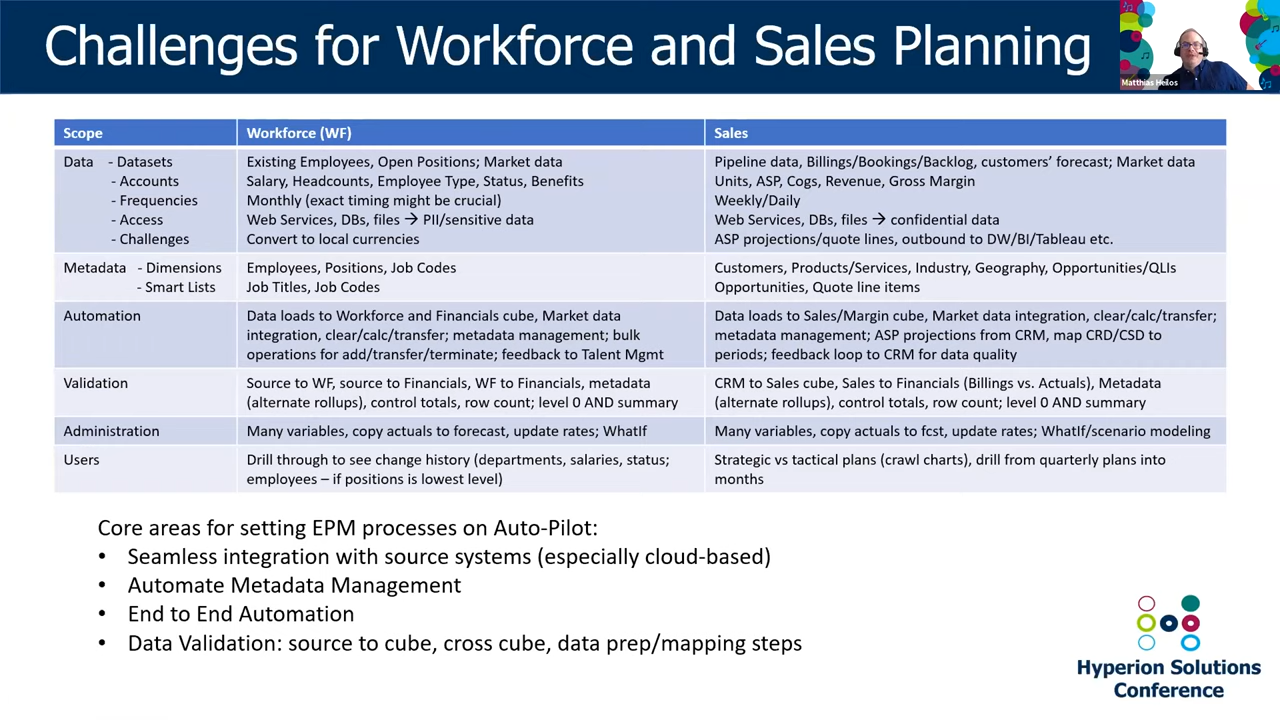 Challenges for Workforce and Sales Planning
Matthias Heilos
Scope Workforce (WF) Sales
Data - Datasets Existing Employees, Open Positions; Market data Pipeline data, Billings/Bookings/Backlog, customers' forecast; Market data
- Accounts Salary, Headcounts, Employee Type, Status, Benefits Units, ASP, Cogs, Revenue, Gross Margin
- Frequencies Monthly (exact timing might be crucial) Weekly/Daily
- Access Web Services, DBs, files → PII/sensitive data Web Services, DBs, files → confidential data
- Challenges Convert to local currencies ASP projections/quote lines, outbound to DW/BI/Tableau etc.
Metadata - Dimensions Employees, Positions, Job Codes Customers, Products/Services, Industry, Geography, Opportunities/QLIs
- Smart Lists Job Titles, Job Codes Opportunities, Quote line items
Automation Data loads to Workforce and Financials cube, Market data Data loads to Sales/Margin cube, Market data integration, clear/calc/transfer;
integration, clear/calc/transfer; metadata management; bulk metadata management; ASP projections from CRM, map CRD/CSD to
operations for add/transfer/terminate; feedback to Talent Mgmt periods; feedback loop to CRM for data quality
Validation Source to WF, source to Financials, WF to Financials, metadata CRM to Sales cube, Sales to Financials (Billings vs. Actuals), Metadata
(alternate rollups), control totals, row count; level 0 AND summary (alternate rollups), control totals, row count; level 0 AND summary
Administration Many variables, copy actuals to forecast, update rates; WhatIf Many variables, copy actuals to fcst, update rates; WhatIf/scenario modeling
Users Drill through to see change history (departments, salaries, status; Strategic vs tactical plans (crawl charts), drill from quarterly plans into
employees – if positions is lowest level) months
Core areas for setting EPM processes on Auto-Pilot:
• Seamless integration with source systems (especially cloud-based)
• Automate Metadata Management
• End to End Automation
• Data Validation: source to cube, cross cube, data prep/mapping steps
Hyperion Solutions
Conference